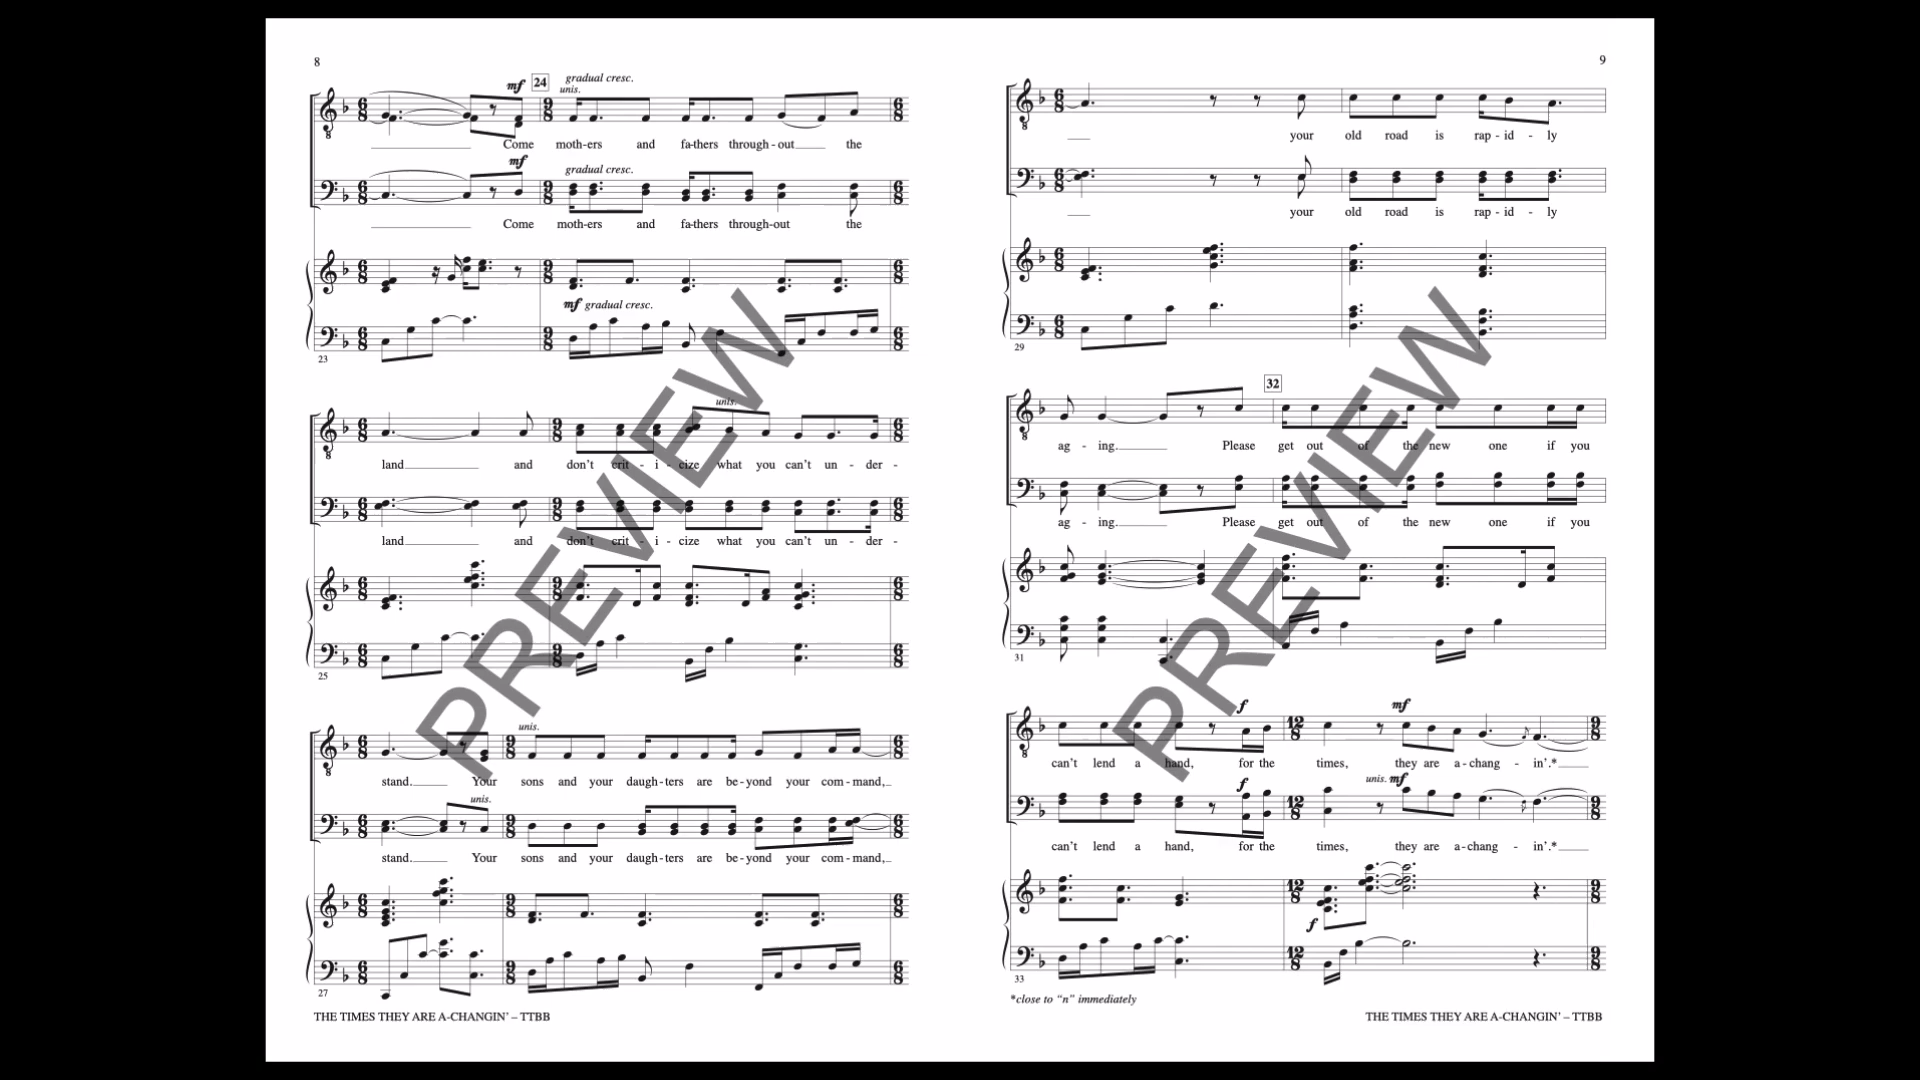 8
mf 24 gradual cresc.
unis.
Come moth-ers and fa-thers through-out the
mf gradual cresc.
Come moth-ers and fa-thers through-out the
mf gradual cresc.
23
unis.
land and don't crit - i - cize what you can't un - der -
land and don't crit - i - cize what you can't un - der -
25
unis.
stand. Your sons and your daugh-ters are be-yond your com-mand,
unis.
stand. Your sons and your daugh-ters are be-yond your com-mand,
27
THE TIMES THEY ARE A-CHANGIN' – TTBB
PREVIEW
9
your old road is rap - id - ly
your old road is rap - id - ly
29
32
ag - ing. Please get out of the new one if you
ag - ing. Please get out of the new one if you
31
f mf
can't lend a hand, for the times, they are a-chang - in'.*
f unis. mf
can't lend a hand, for the times, they are a-chang - in'.*
f
33
*close to "n" immediately
THE TIMES THEY ARE A-CHANGIN' – TTBB
PREVIEW